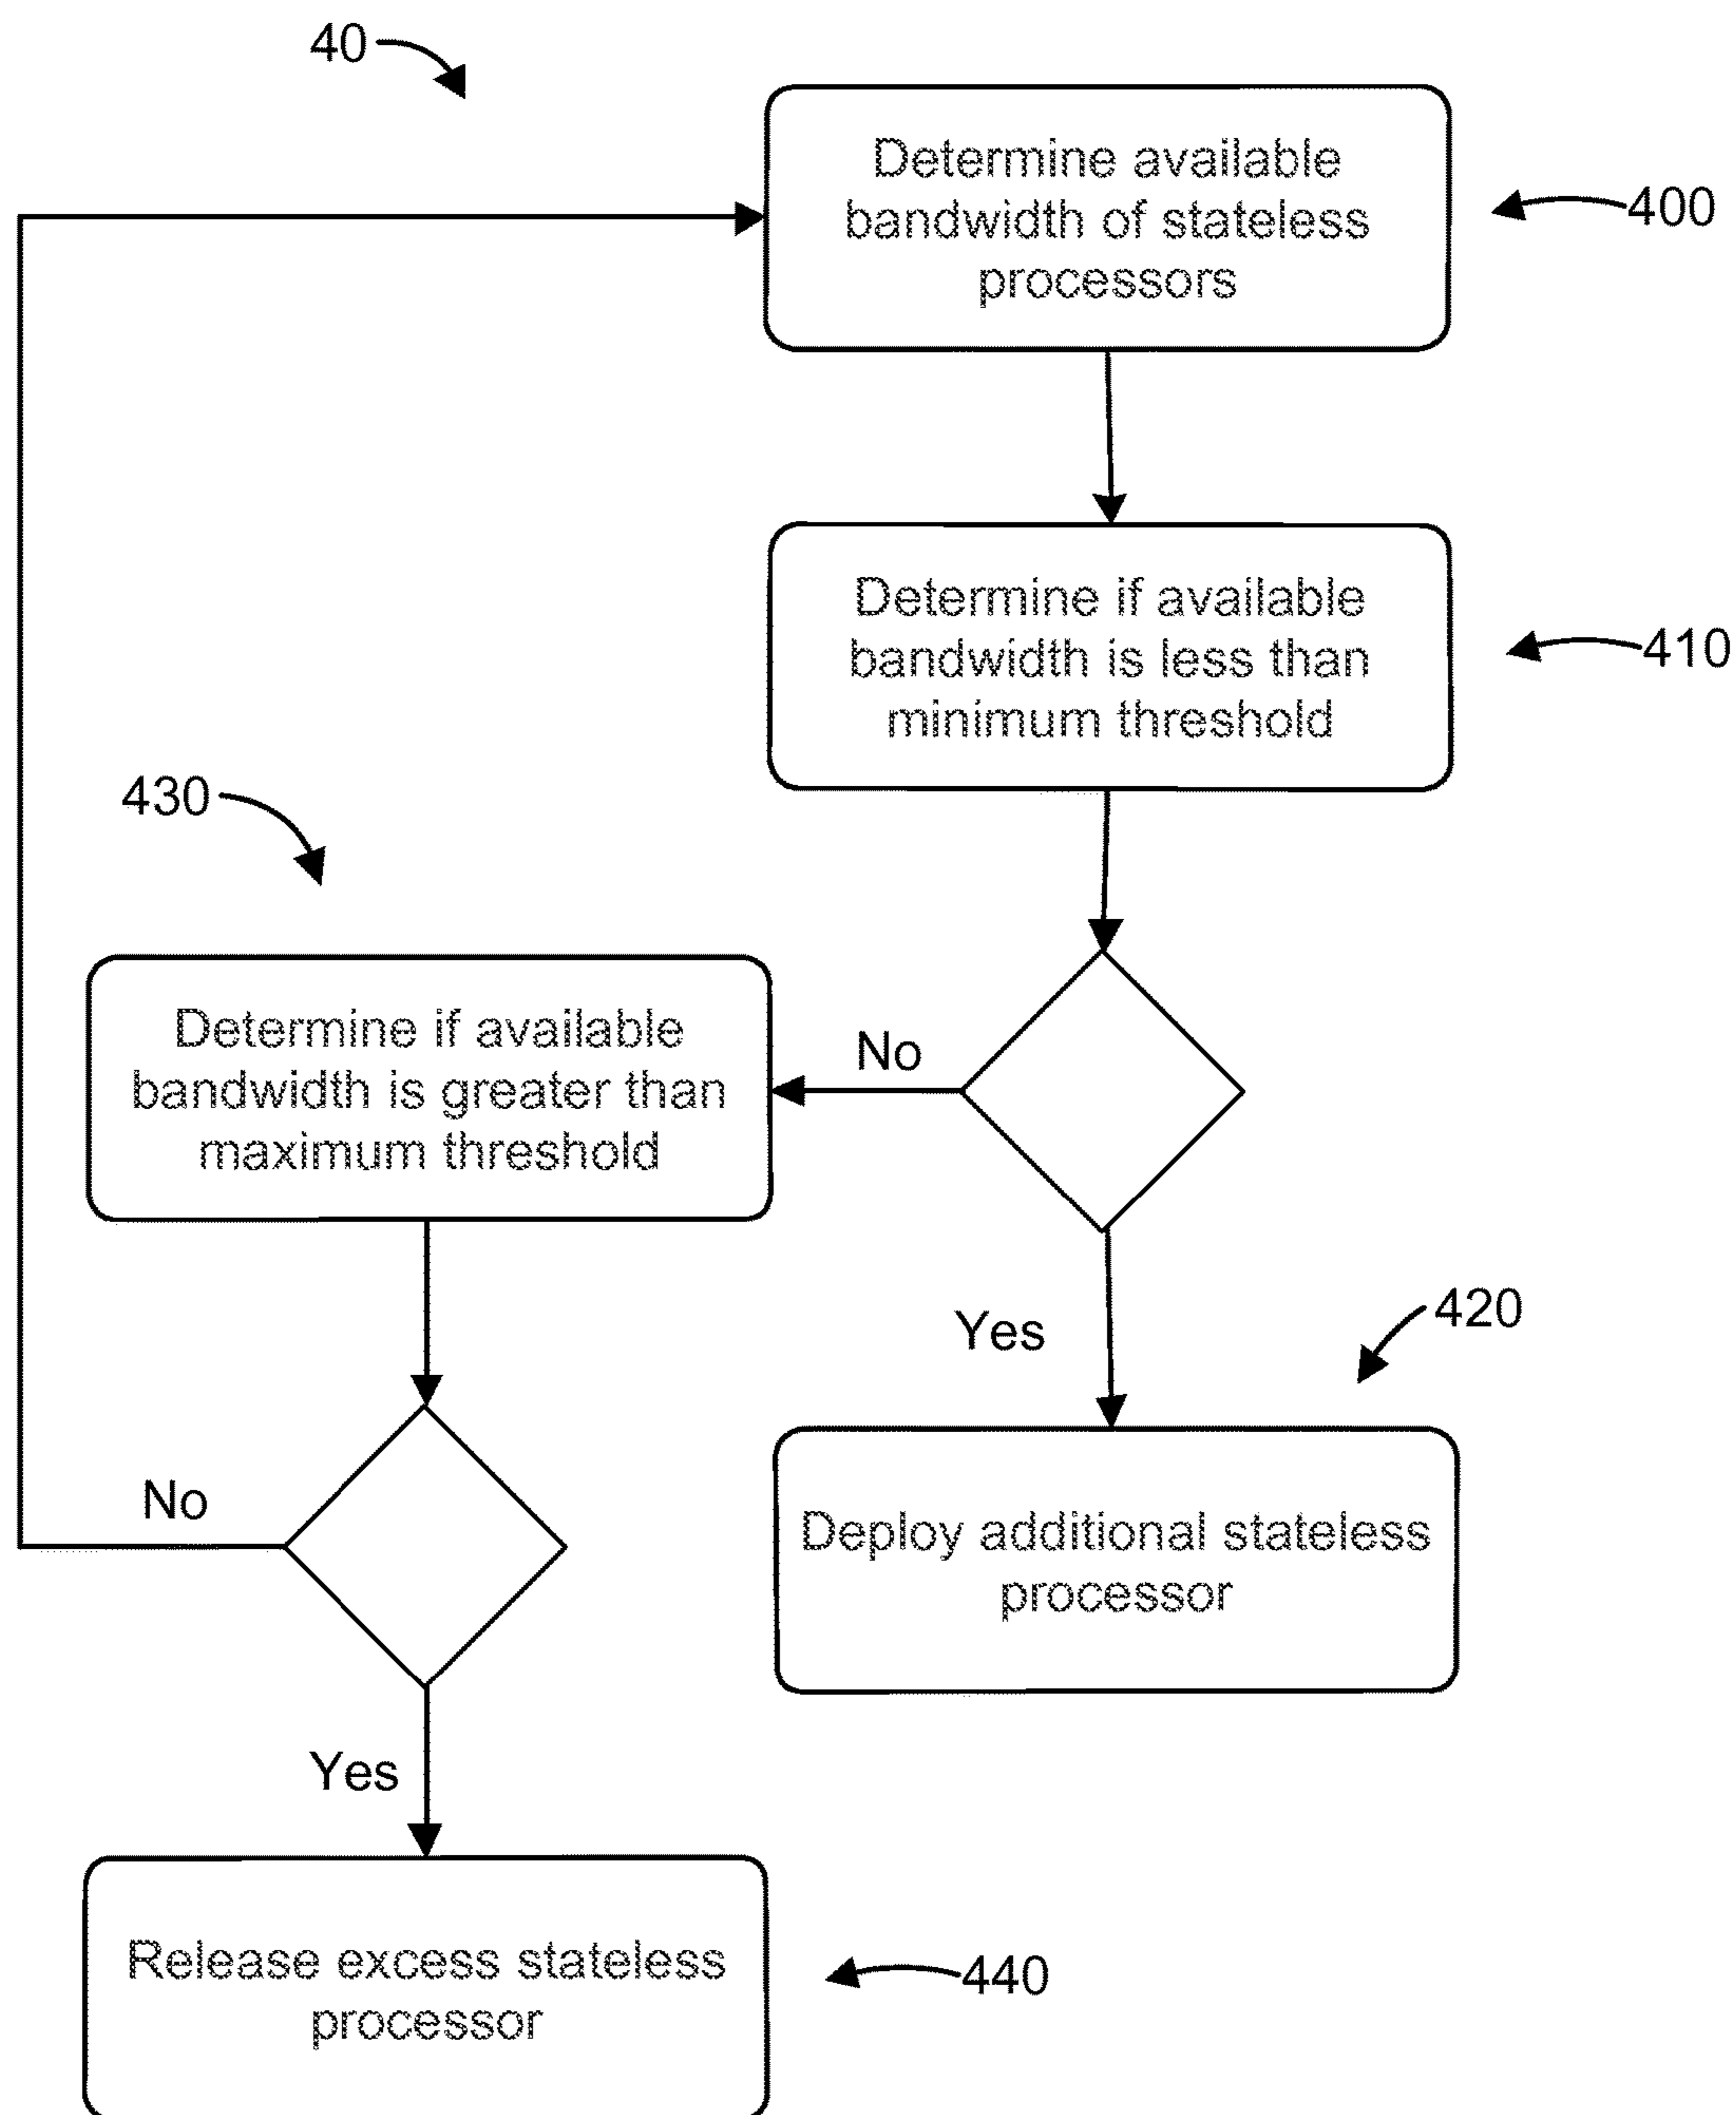 40
Determine available
bandwidth of stateless
processors
400
Determine if available
bandwidth is less than
minimum threshold
410
430
Determine if available
bandwidth is greater than
maximum threshold
No
Yes
420
Deploy additional stateless
processor
No
Yes
Release excess stateless
processor
440